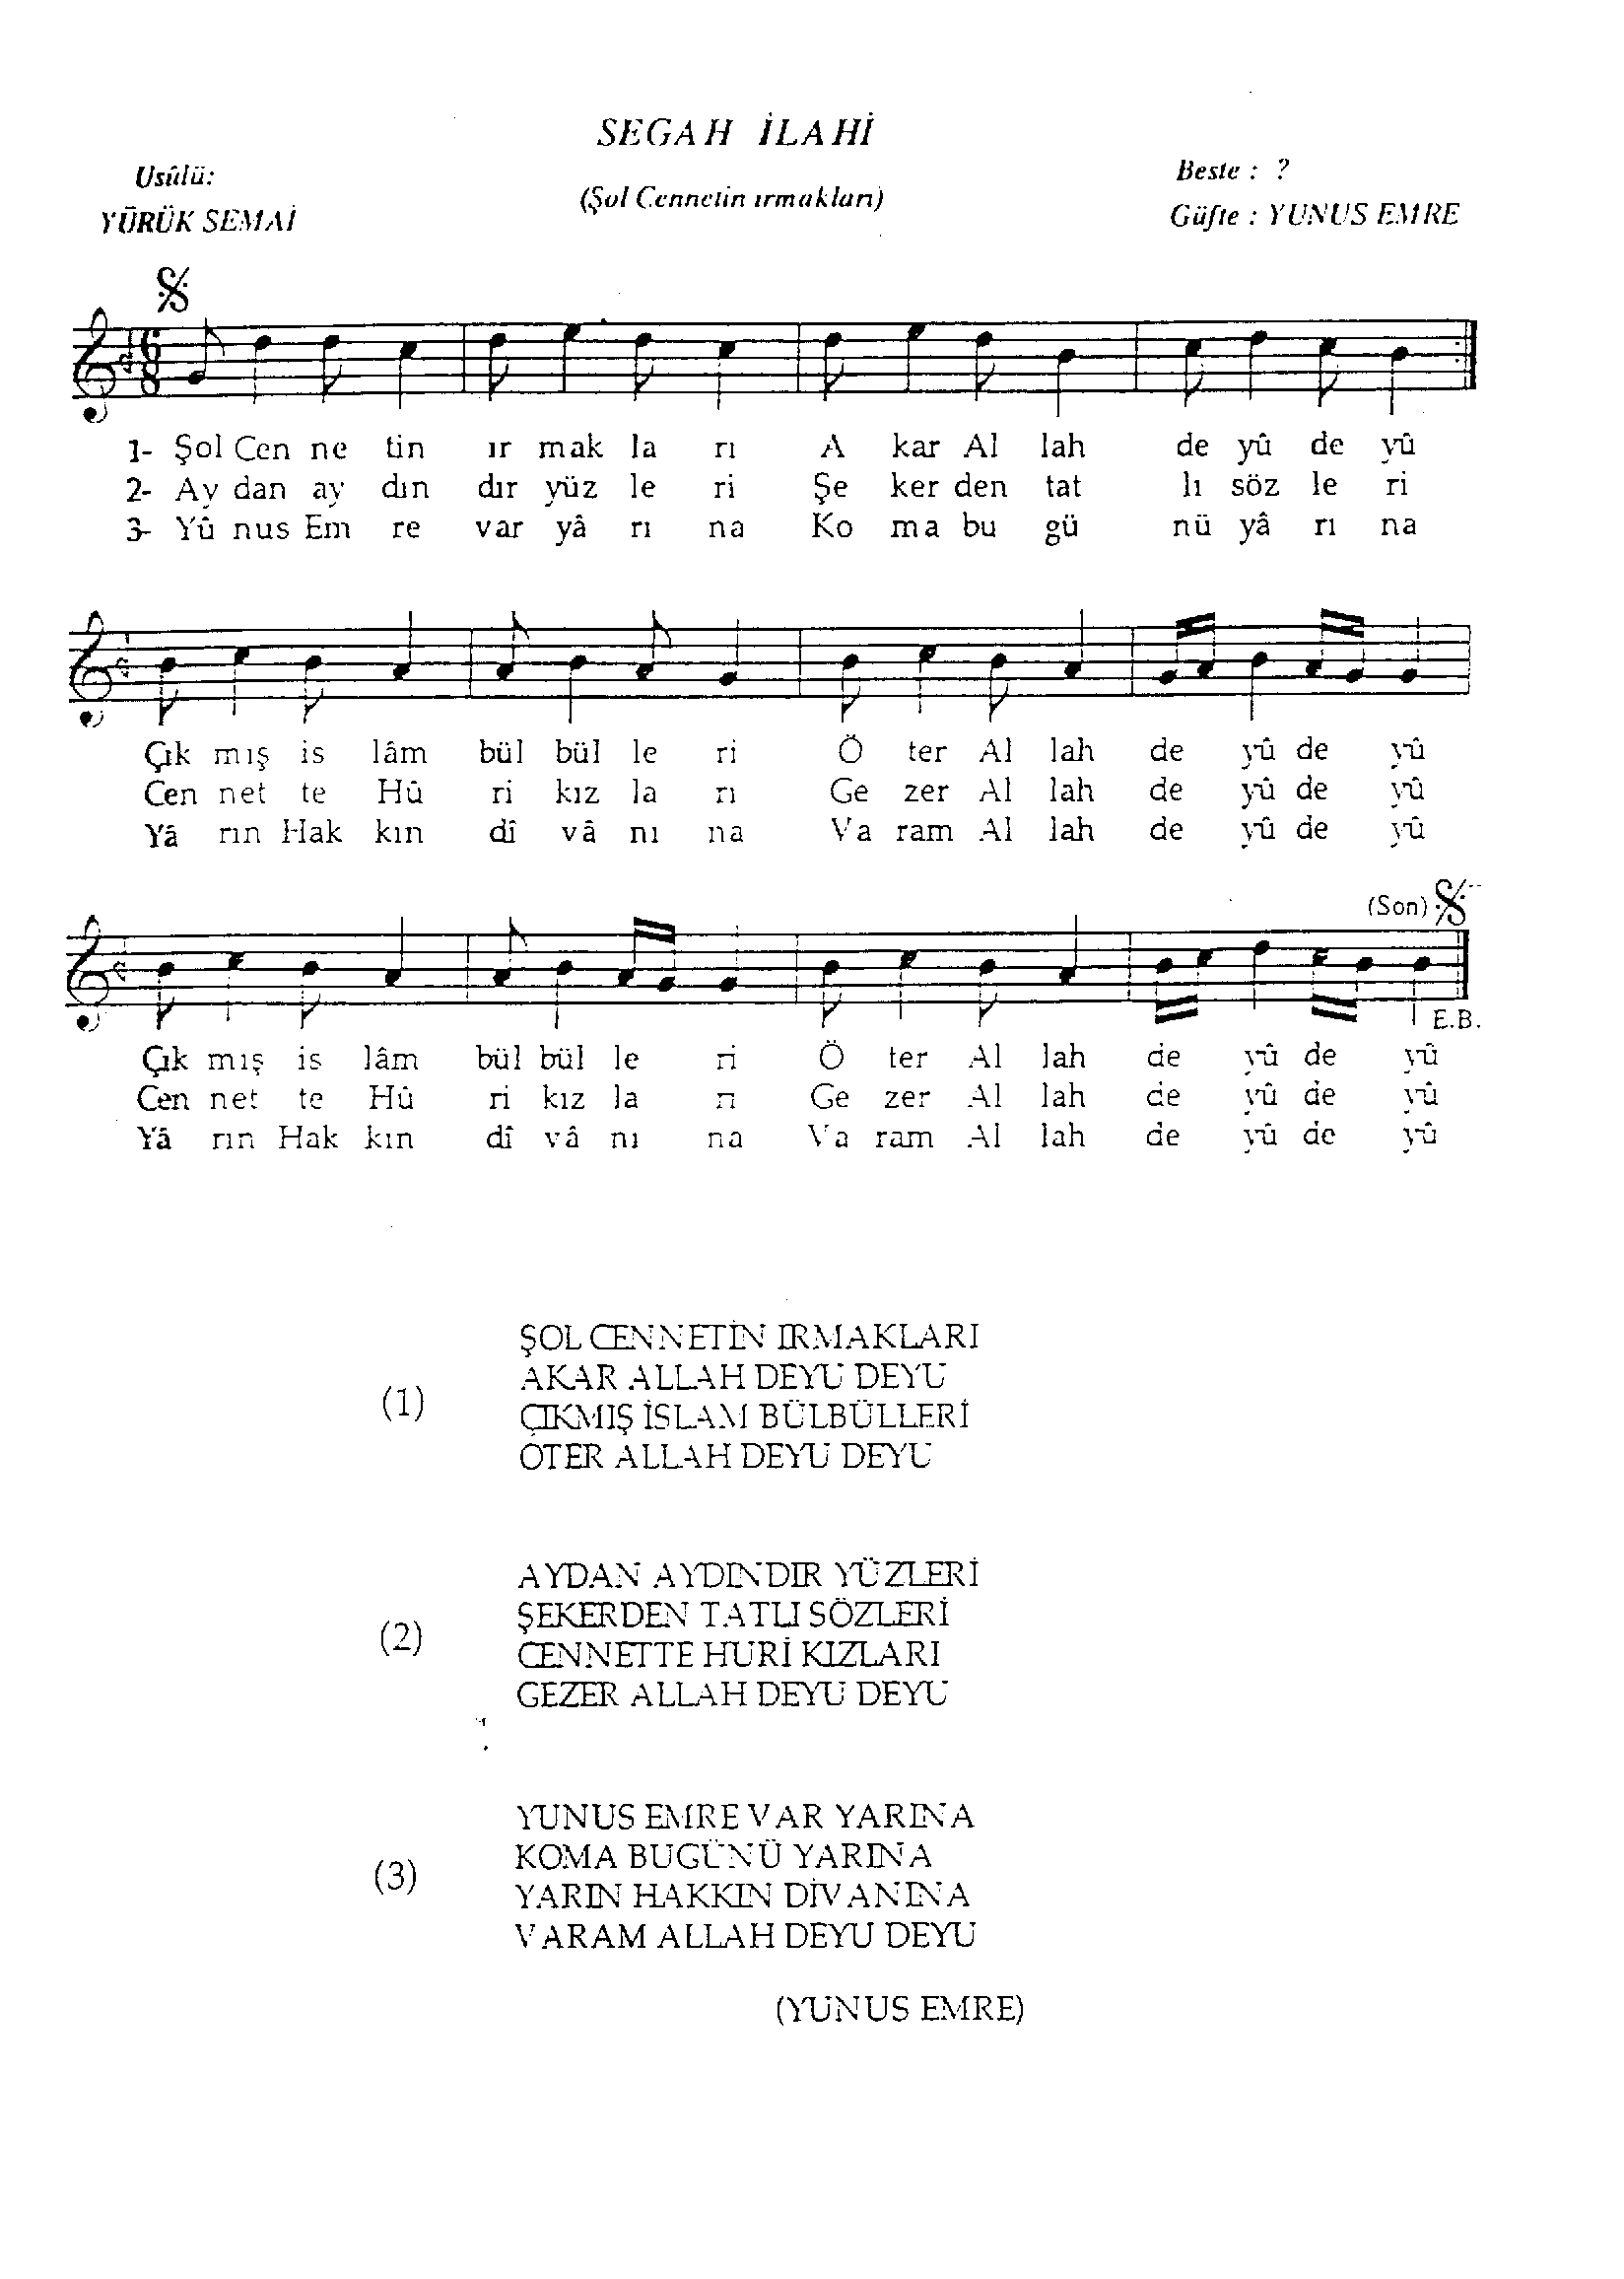 SEGAH İLAHİ
Usûlü:
Beste : ?
(Şol Cennetin ırmakları)
YÜRÜK SEMAİ
Güfte : YUNUS EMRE
6
8
1- Şol Cen ne tin ır mak la rı A kar Al lah de yû de yû
2- Ay dan ay dın dır yüz le ri Şe ker den tat lı söz le ri
3- Yû nus Em re var yâ rı na Ko ma bu gü nü yâ rı na
Çık mış is lâm bül bül le ri Ö ter Al lah de yû de yû
Cen net te Hû ri kız la rı Ge zer Al lah de yû de yû
Yâ rın Hak kın dî vâ nı na Va ram Al lah de yû de yû
(Son)
E.B.
Çık mış is lâm bül bül le ri Ö ter Al lah de yû de yû
Cen net te Hû ri kız la rı Ge zer Al lah de yû de yû
Yâ rın Hak kın dî vâ nı na Va ram Al lah de yû de yû
(1)
ŞOL CENNETİN IRMAKLARI
AKAR ALLAH DEYU DEYU
ÇIKMIŞ İSLAM BÜLBÜLLERİ
ÖTER ALLAH DEYU DEYU
(2)
AYDAN AYDINDIR YÜZLERİ
ŞEKERDEN TATLI SÖZLERİ
CENNETTE HURİ KIZLARI
GEZER ALLAH DEYU DEYU
(3)
YUNUS EMRE VAR YARINA
KOMA BUGÜNÜ YARINA
YARIN HAKKIN DİVANINA
VARAM ALLAH DEYU DEYU
(YUNUS EMRE)